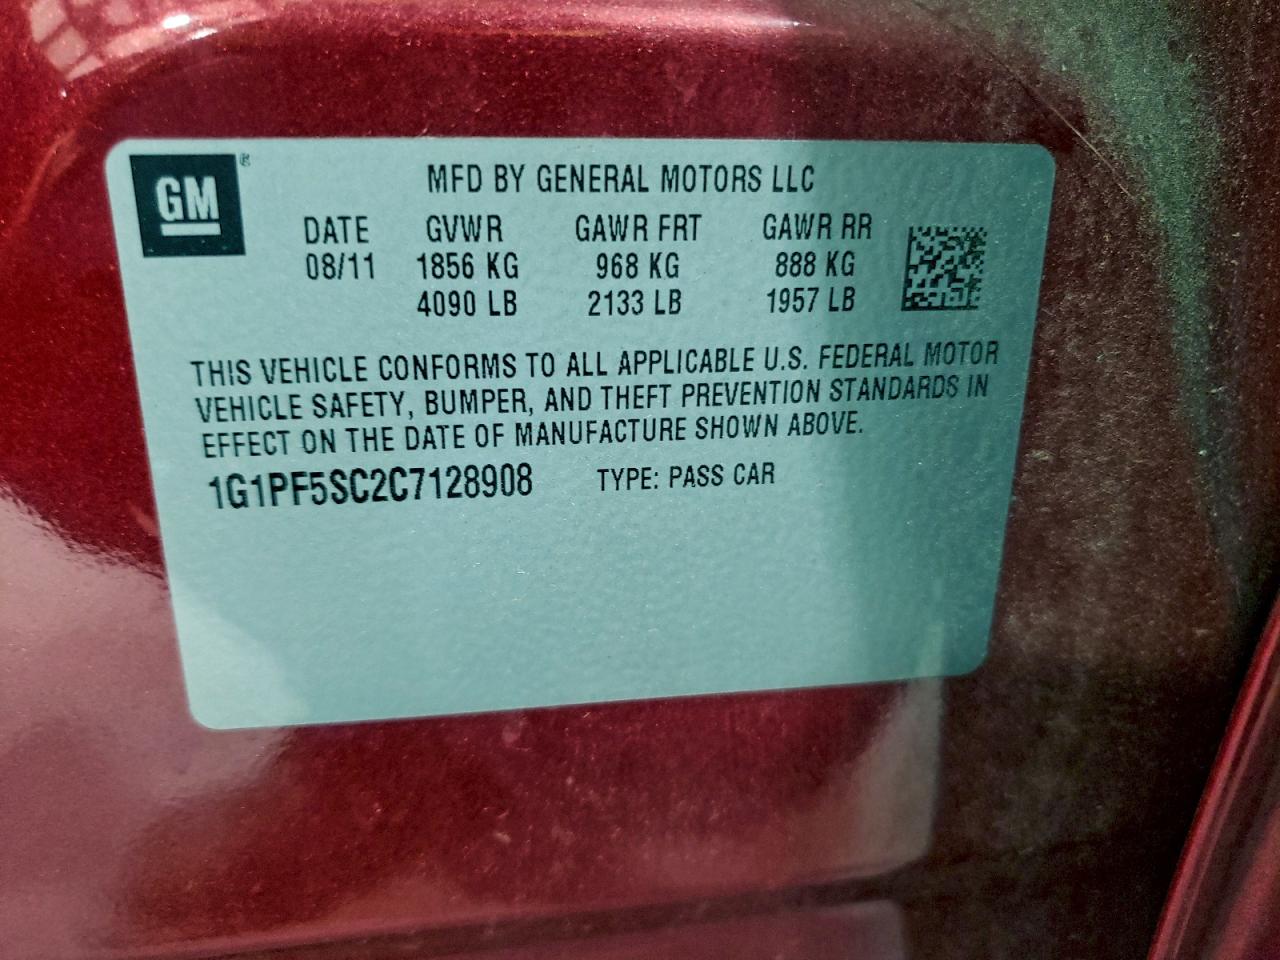 GM®
MFD BY GENERAL MOTORS LLC
DATE GVWR GAWR FRT GAWR RR
08/11 1856 KG 968 KG 888 KG
4090 LB 2133 LB 1957 LB
THIS VEHICLE CONFORMS TO ALL APPLICABLE U.S. FEDERAL MOTOR
VEHICLE SAFETY, BUMPER, AND THEFT PREVENTION STANDARDS IN
EFFECT ON THE DATE OF MANUFACTURE SHOWN ABOVE.
1G1PF5SC2C7128908 TYPE: PASS CAR